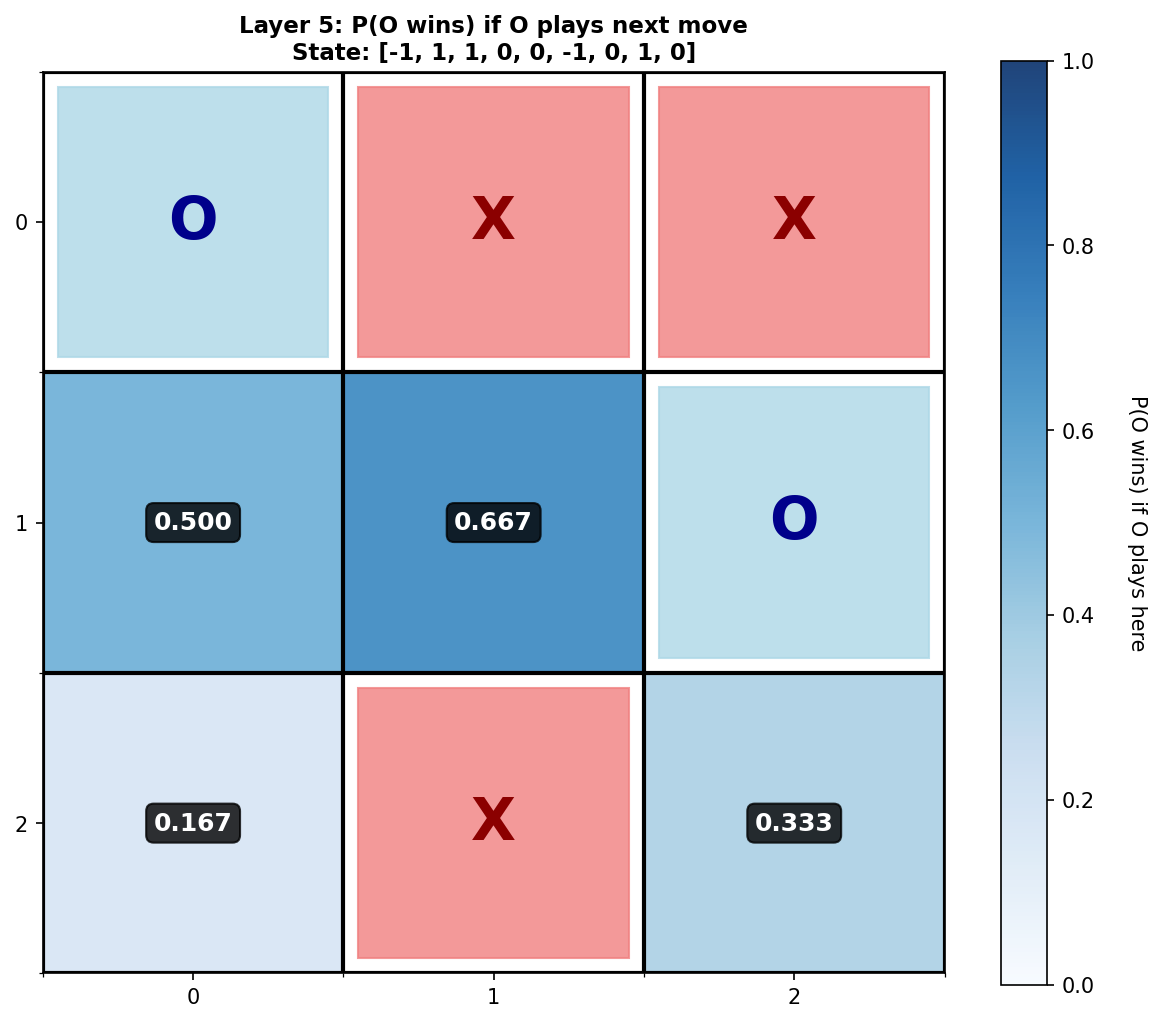 Layer 5: P(O wins) if O plays next move
State: [-1, 1, 1, 0, 0, -1, 0, 1, 0]
0
O
X
X
1
0.500
0.667
O
2
0.167
X
0.333
0
1
2
1.0
0.8
0.6
0.4
0.2
0.0
P(O wins) if O plays here